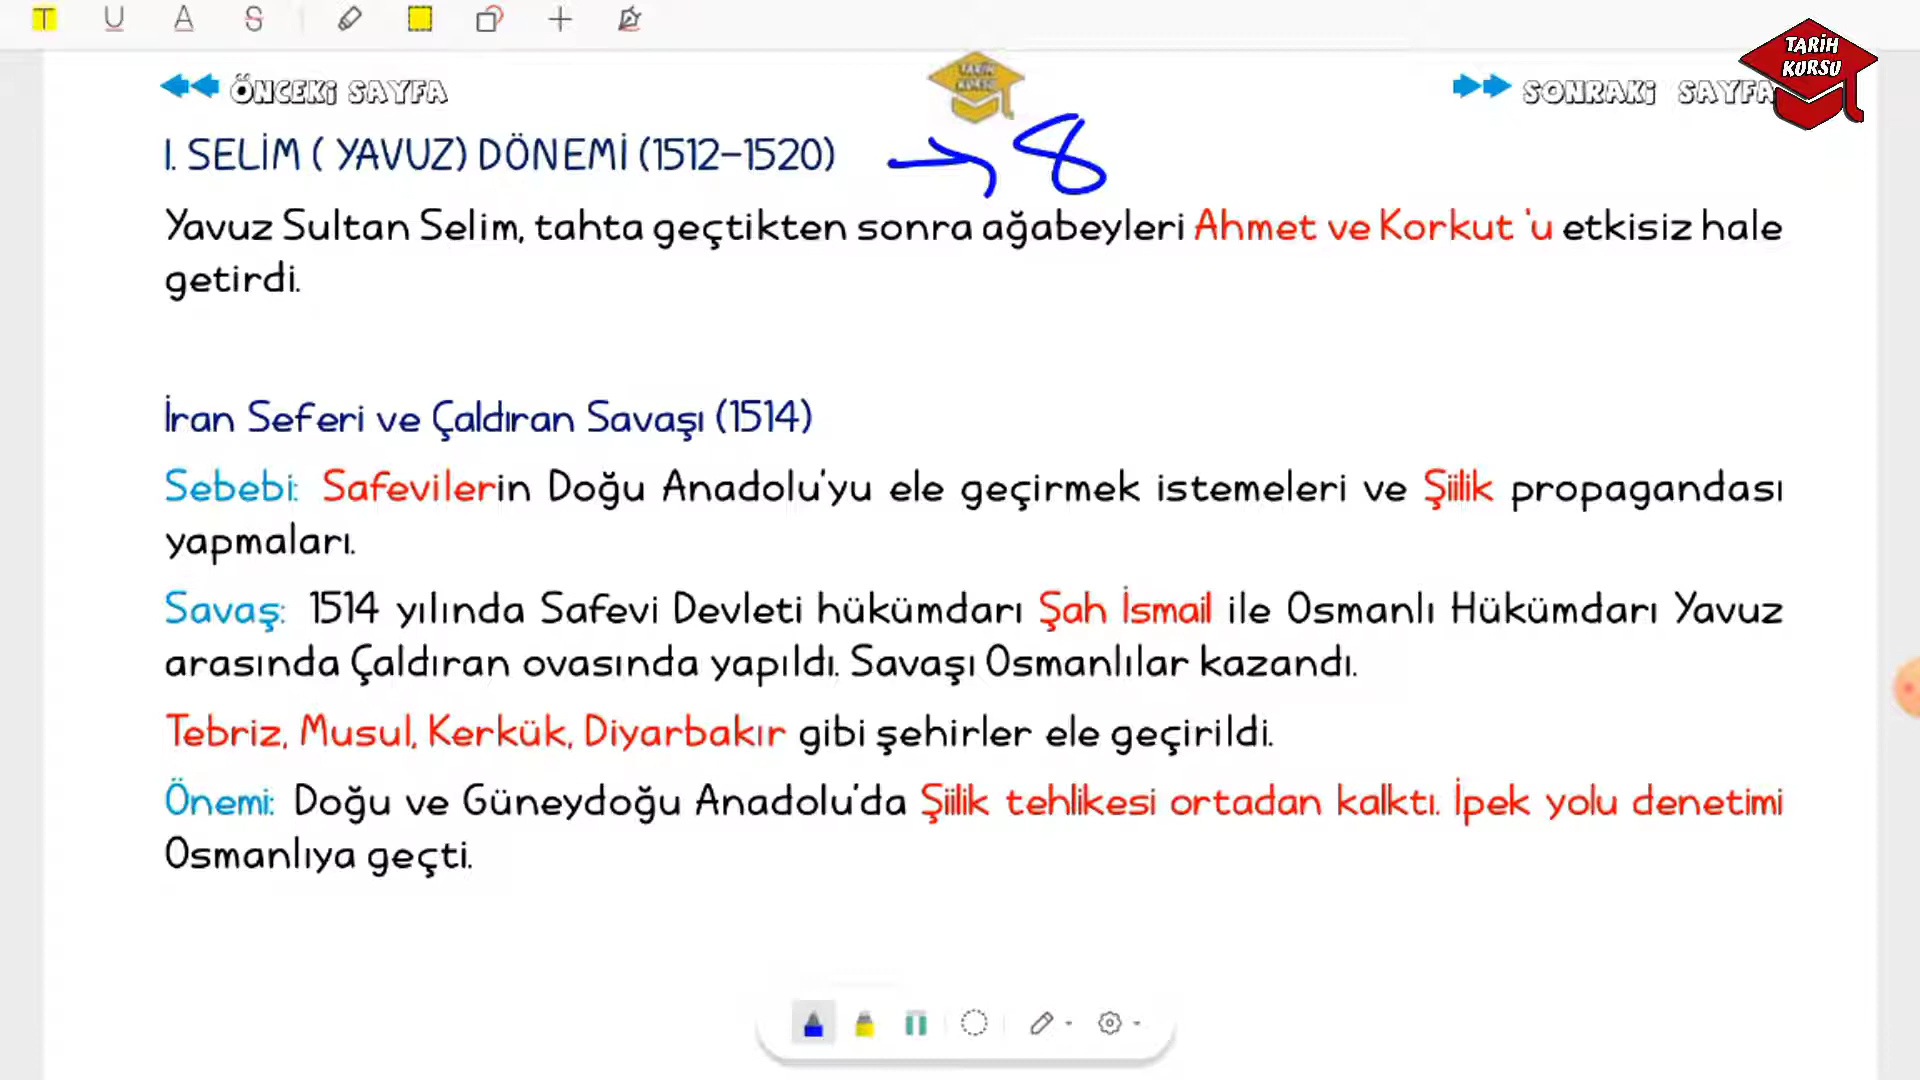 T U A S
ÖNCEKİ SAYFA
TARİH
KURSU
SONRAKİ SAYFA
TARİH
KURSU
I. SELİM ( YAVUZ) DÖNEMİ (1512–1520) → 8
Yavuz Sultan Selim, tahta geçtikten sonra ağabeyleri Ahmet ve Korkut 'u etkisiz hale
getirdi.
İran Seferi ve Çaldıran Savaşı (1514)
Sebebi: Safevilerin Doğu Anadolu'yu ele geçirmek istemeleri ve Şiilik propagandası
yapmaları.
Savaş: 1514 yılında Safevi Devleti hükümdarı Şah İsmail ile Osmanlı Hükümdarı Yavuz
arasında Çaldıran ovasında yapıldı. Savaşı Osmanlılar kazandı.
Tebriz, Musul, Kerkük, Diyarbakır gibi şehirler ele geçirildi.
Önemi: Doğu ve Güneydoğu Anadolu'da Şiilik tehlikesi ortadan kalktı. İpek yolu denetimi
Osmanlıya geçti.